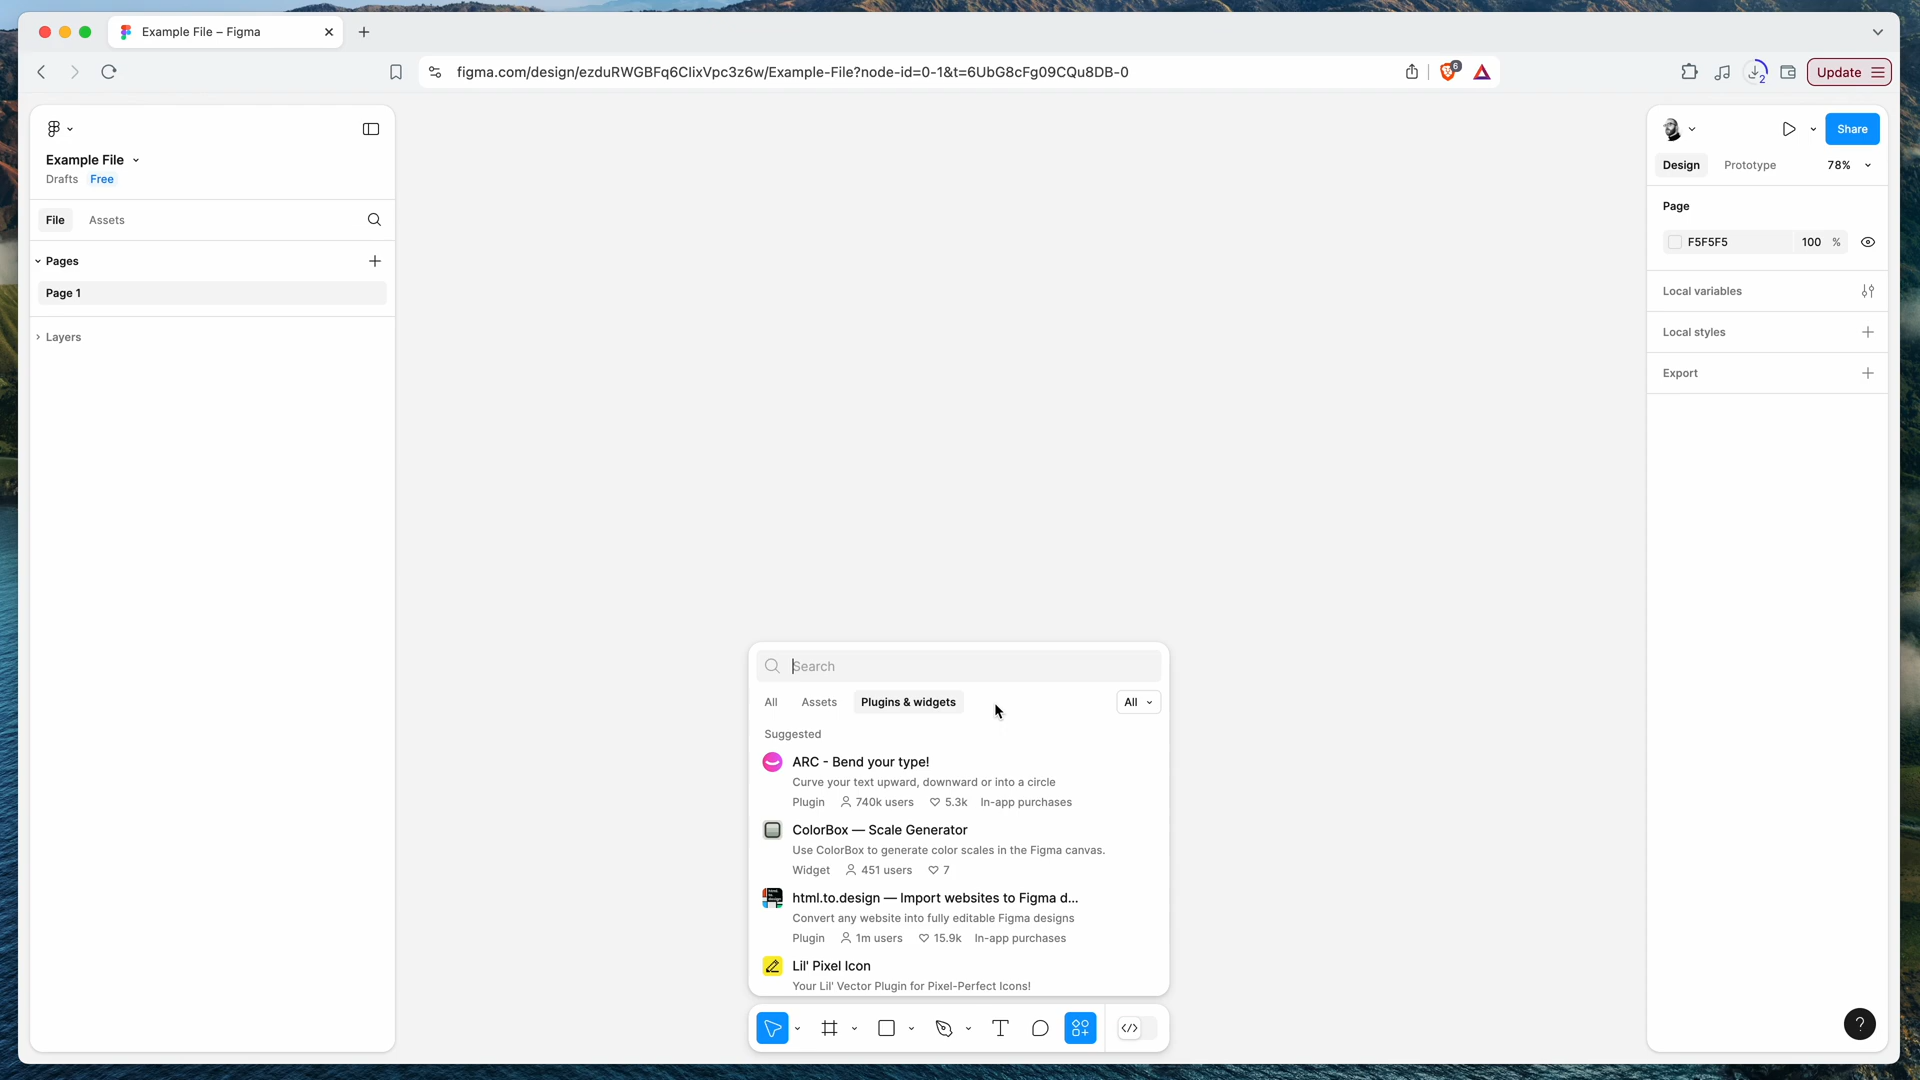 Example File – Figma
figma.com/design/ezduRWGBFq6ClixVpc3z6w/Example-File?node-id=0-1&t=6UbG8cFg09CQu8DB-0
6
2
Update
Example File
Drafts Free
File Assets
Pages
Page 1
Layers
Share
Design Prototype 78%
Page
F5F5F5 100 %
Local variables
Local styles
Export
Search
All Assets Plugins & widgets All
Suggested
ARC - Bend your type!
Curve your text upward, downward or into a circle
Plugin 740k users 5.3k In-app purchases
ColorBox — Scale Generator
Use ColorBox to generate color scales in the Figma canvas.
Widget 451 users 7
html.to.design — Import websites to Figma d...
Convert any website into fully editable Figma designs
Plugin 1m users 15.9k In-app purchases
Lil' Pixel Icon
Your Lil' Vector Plugin for Pixel-Perfect Icons!
?